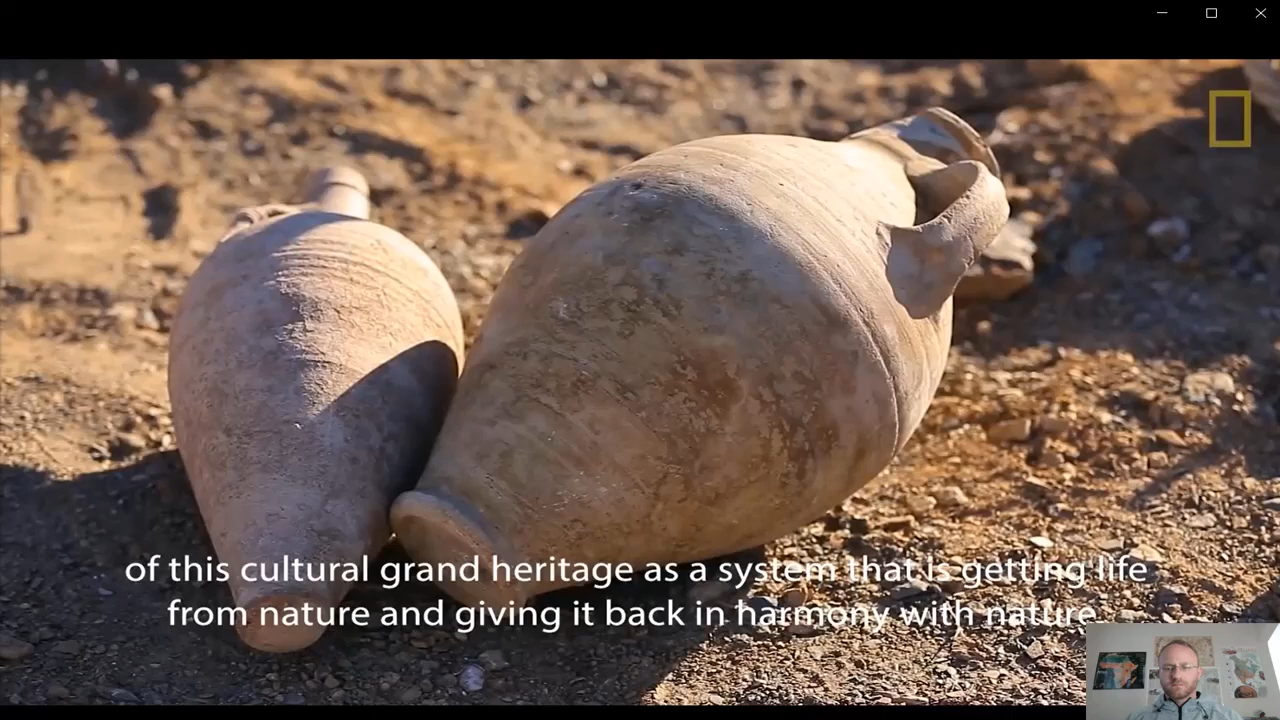 of this cultural grand heritage as a system that is getting life
from nature and giving it back in harmony with nature